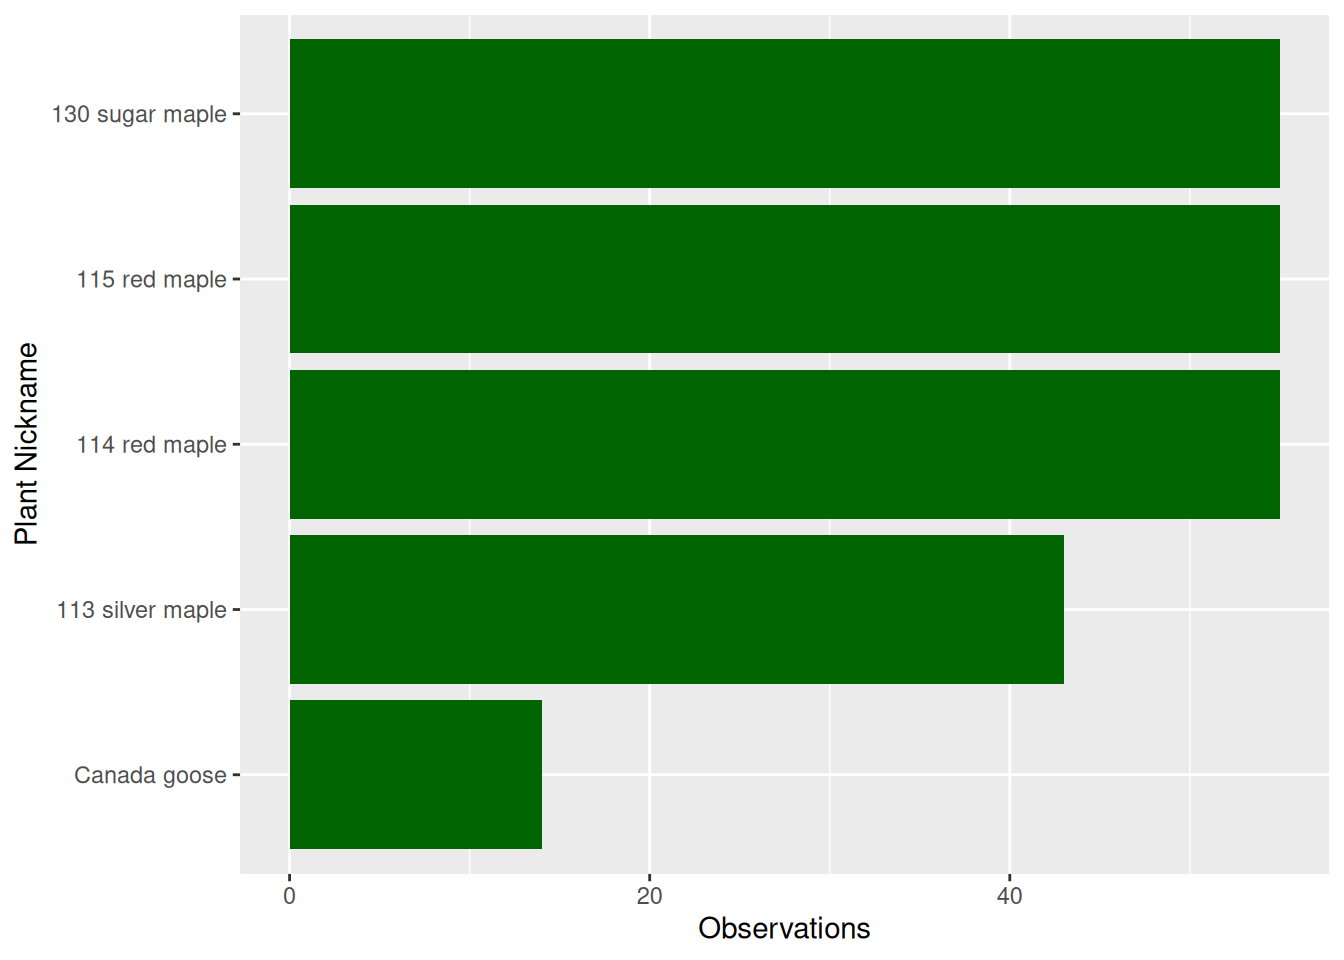 Plant Nickname
130 sugar maple
115 red maple
114 red maple
113 silver maple
Canada goose
0 20 40
Observations